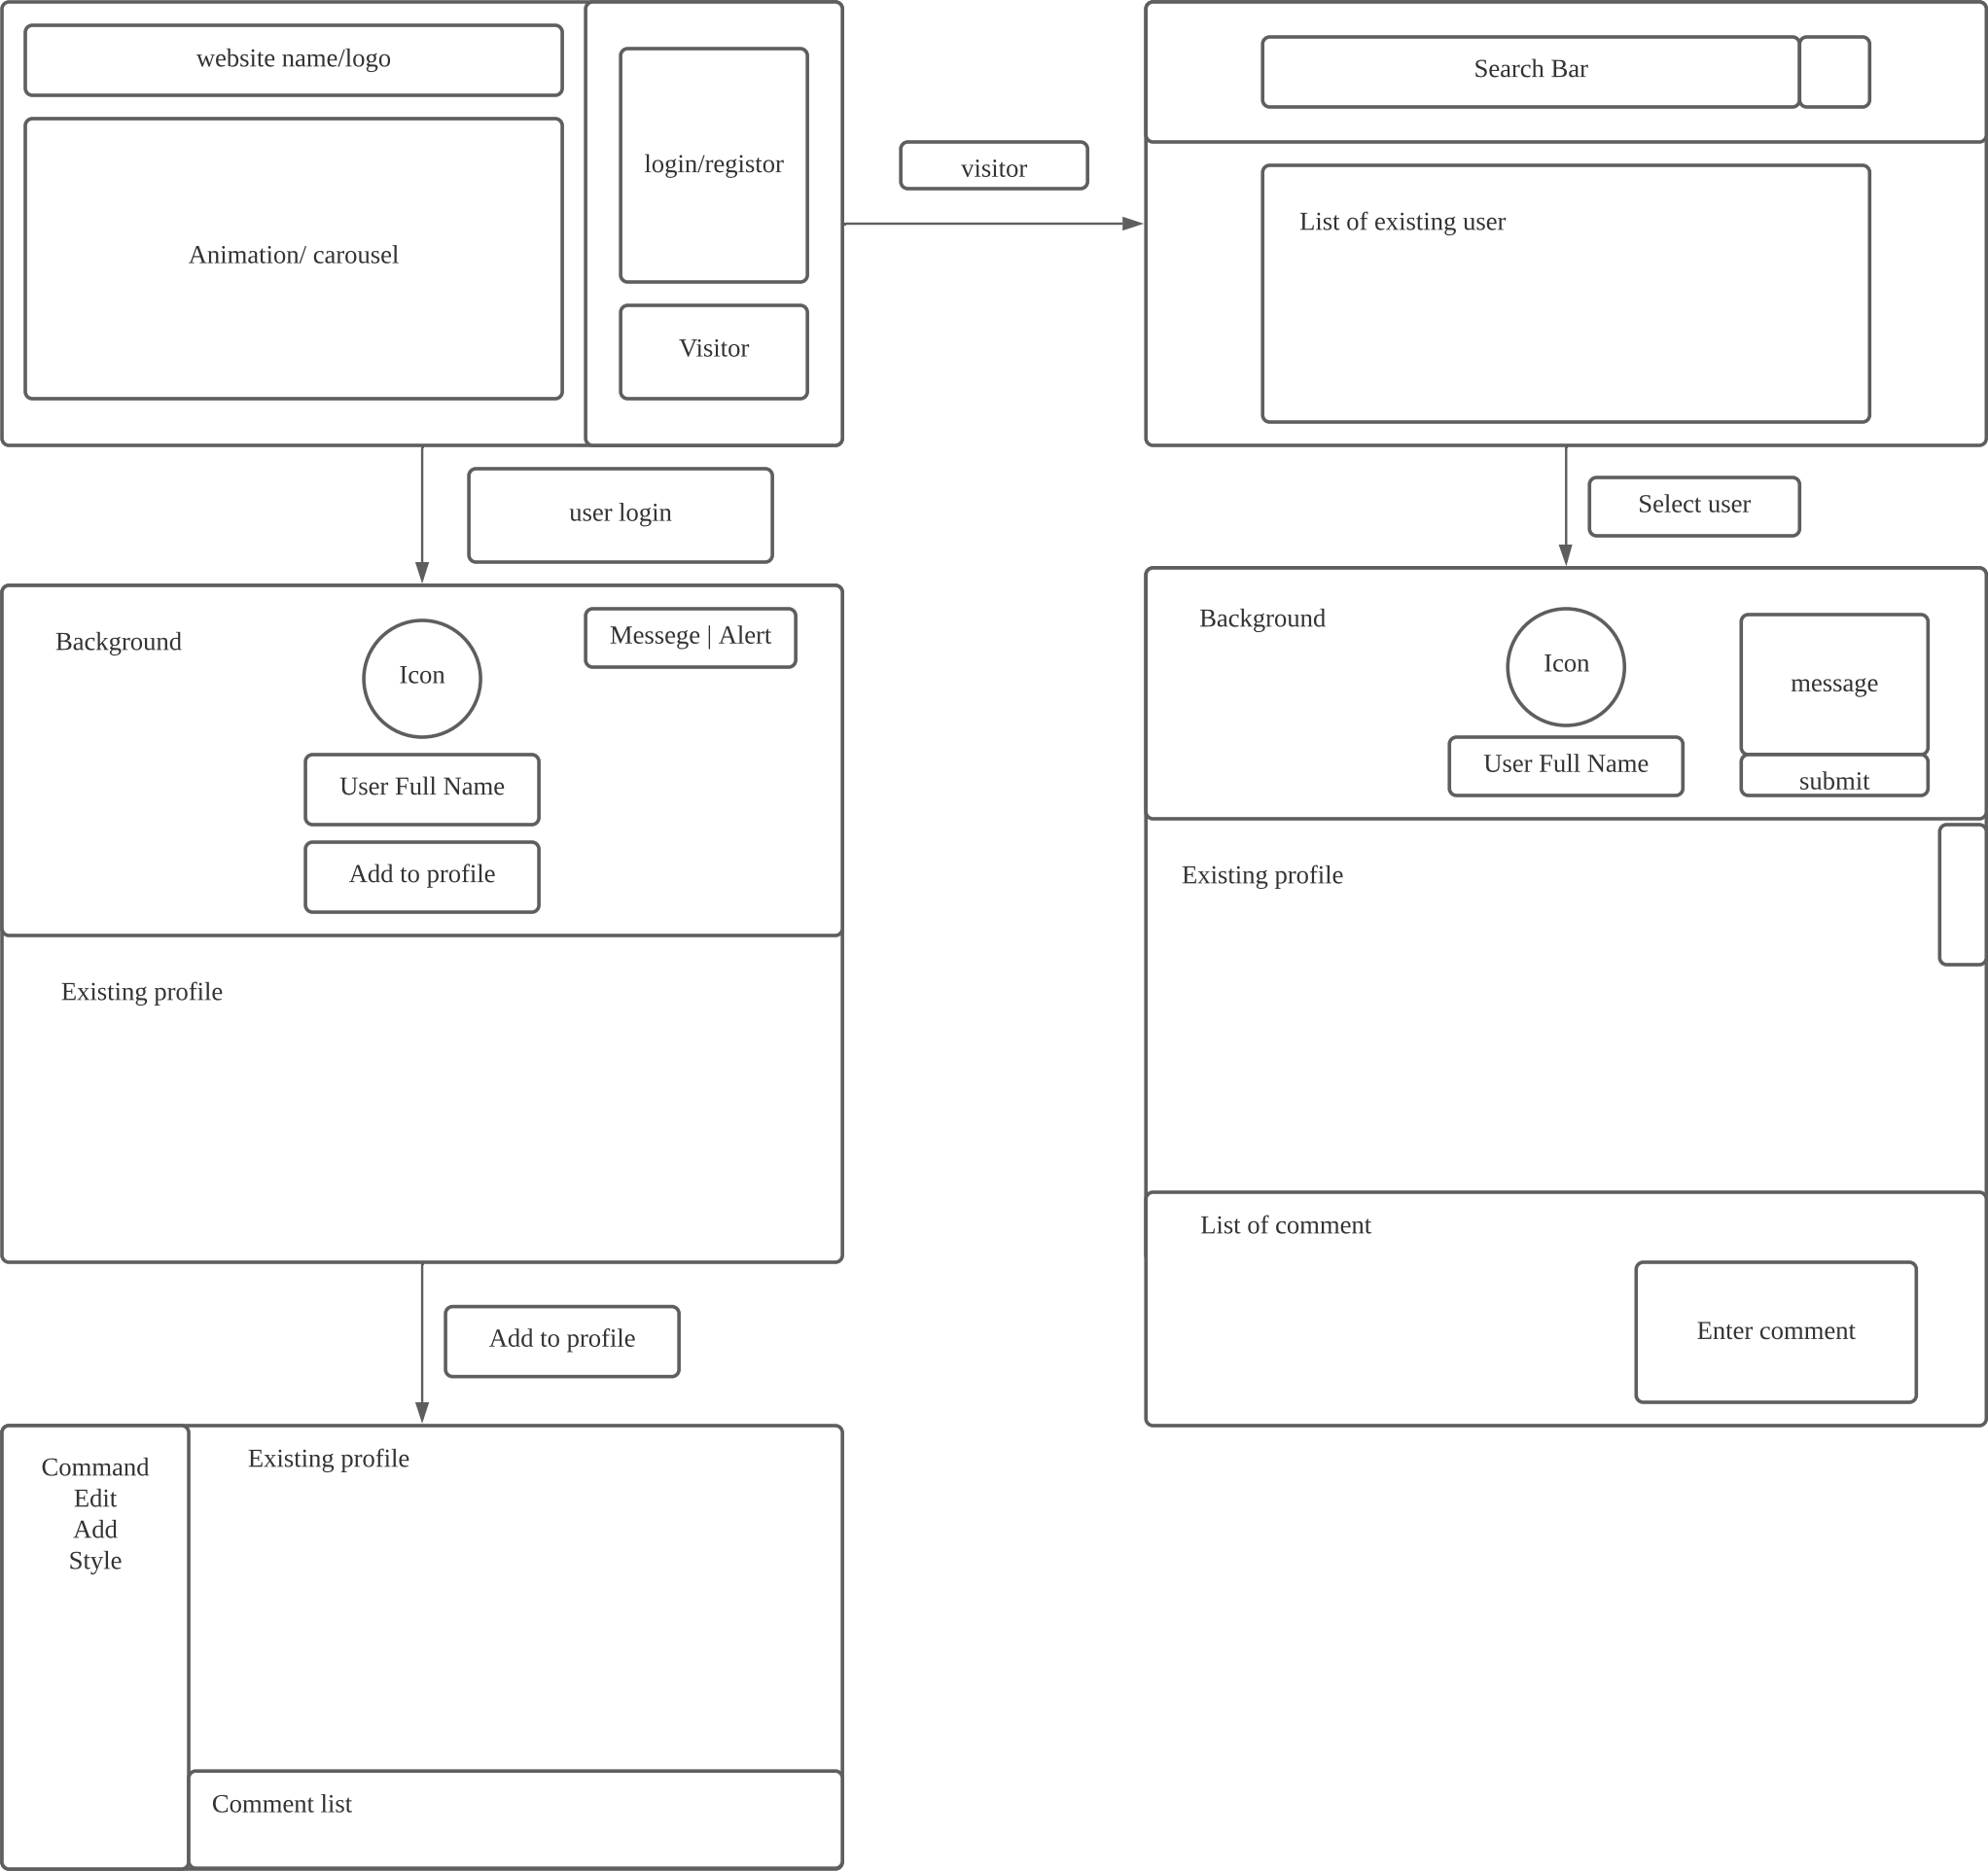 website name/logo
Animation/ carousel
login/registor
Visitor
visitor
Search Bar
List of existing user
user login
Select user
Background
Icon
Messege | Alert
User Full Name
Add to profile
Existing profile
Background
Icon
message
submit
User Full Name
Existing profile
List of comment
Enter comment
Add to profile
Command
Edit
Add
Style
Existing profile
Comment list